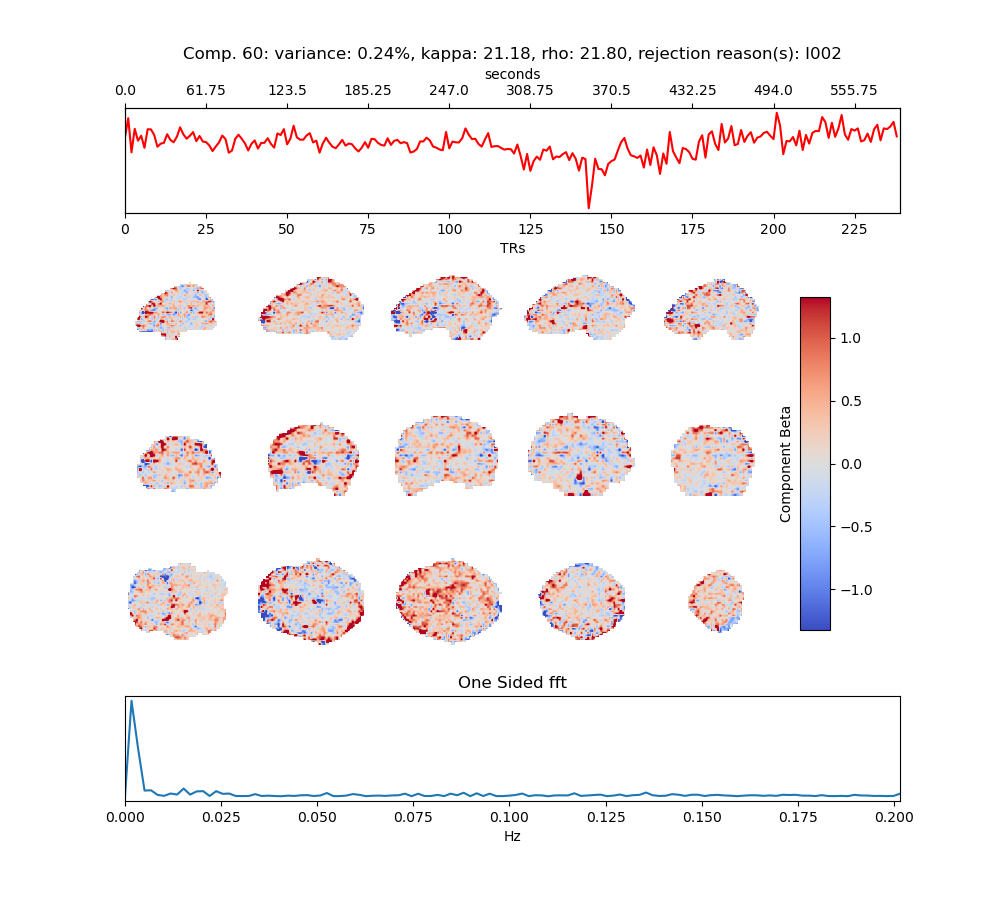 Comp. 60: variance: 0.24%, kappa: 21.18, rho: 21.80, rejection reason(s): I002
seconds
0.0 61.75 123.5 185.25 247.0 308.75 370.5 432.25 494.0 555.75
0 25 50 75 100 125 150 175 200 225
TRs
1.0
0.5
0.0
−0.5
−1.0
Component Beta
One Sided fft
0.000 0.025 0.050 0.075 0.100 0.125 0.150 0.175 0.200
Hz